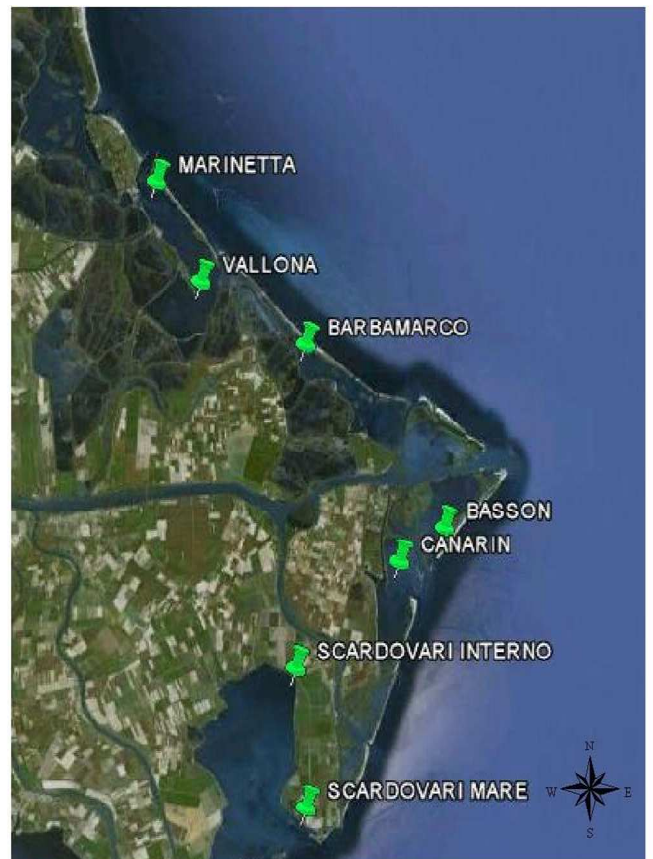 MARINETTA
VALLONA
BARBAMARCO
BASSON
CANARIN
SCARDOVARI INTERNO
SCARDOVARI MARE
N
W E
S